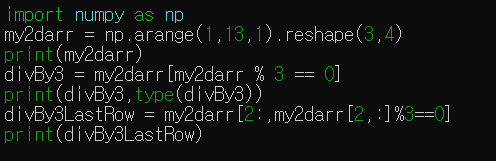 import numpy as np
my2darr = np.arange(1,13,1).reshape(3,4)
print(my2darr)
divBy3 = my2darr[my2darr % 3 == 0]
print(divBy3,type(divBy3))
divBy3LastRow = my2darr[2:,my2darr[2,:]%3==0]
print(divBy3LastRow)